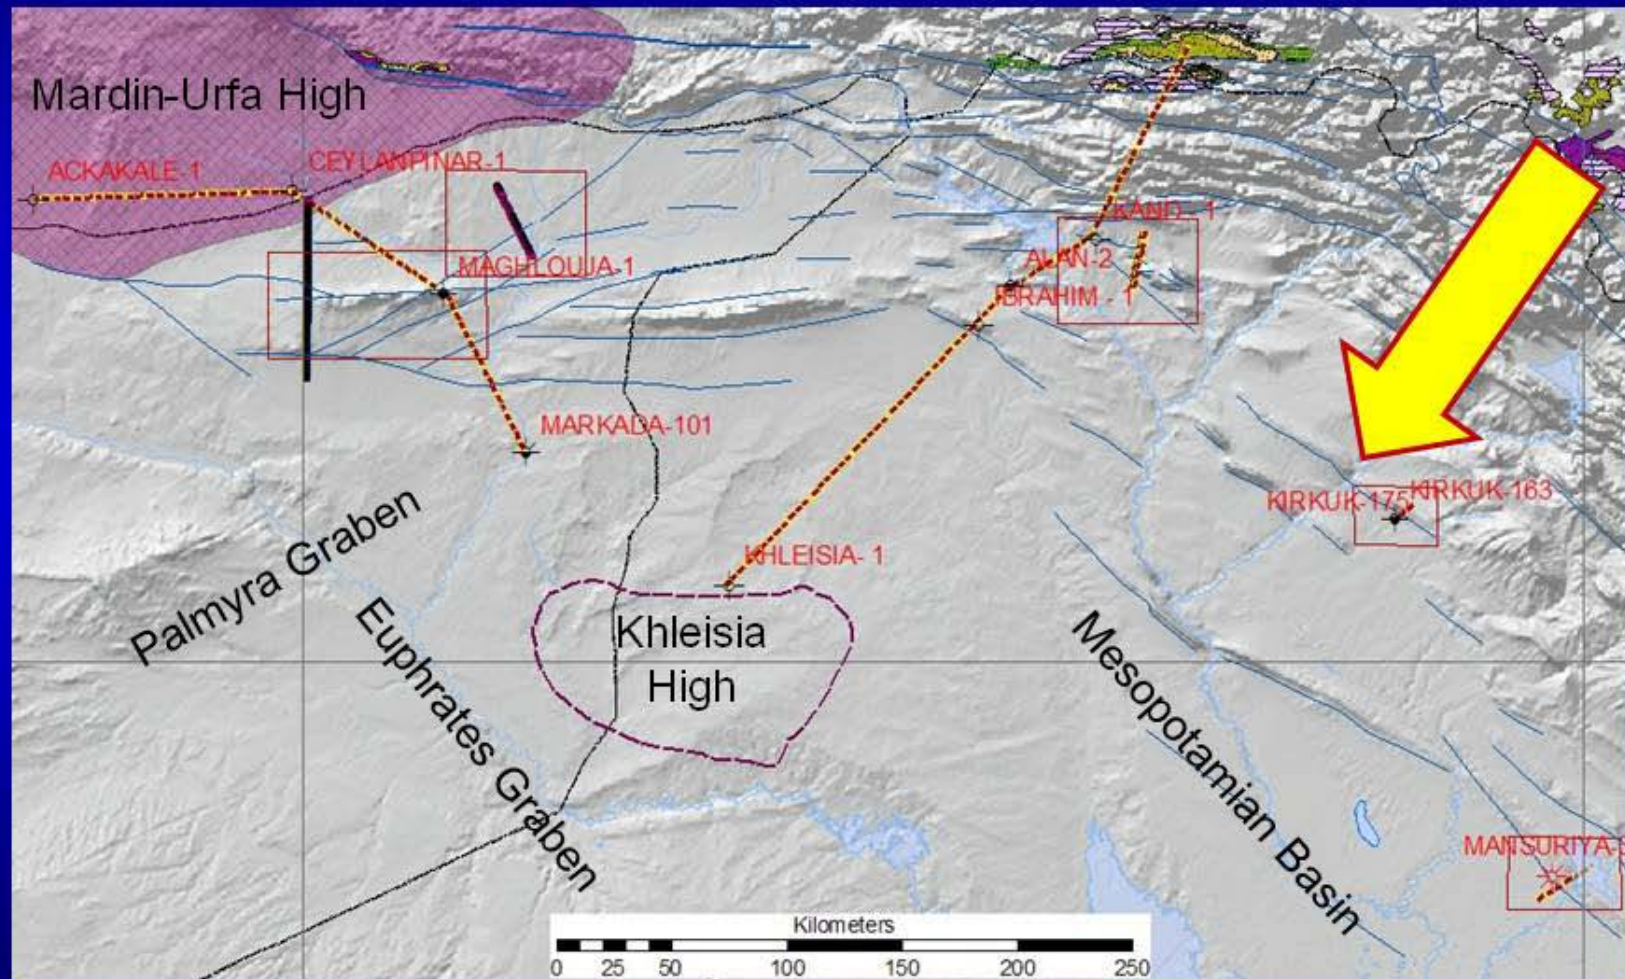 Mardin-Urfa High
ACKAKALE-1
CEYLANPINAR-1
MAGHLOUJA-1
KAND - 1
ALAN-2
IBRAHIM - 1
MARKADA-101
KIRKUK-175
KIRKUK-163
KHLEISIA- 1
Palmyra Graben
Euphrates Graben
Khleisia
High
Mesopotamian Basin
MANSURIYA-
Kilometers
0 25 50 100 150 200 250